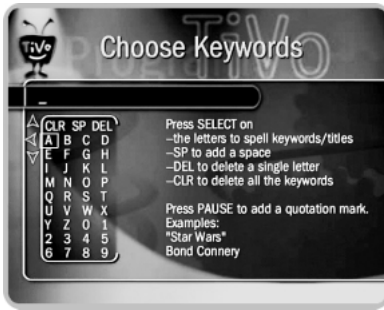 TiVo
Choose Keywords
CLR SP DEL
A B C D
E F G H
I J K L
M N O P
Q R S T
U V W X
Y Z 0 1
2 3 4 5
6 7 8 9
Press SELECT on
–the letters to spell keywords/titles
–SP to add a space
–DEL to delete a single letter
–CLR to delete all the keywords
Press PAUSE to add a quotation mark.
Examples:
"Star Wars"
Bond Connery